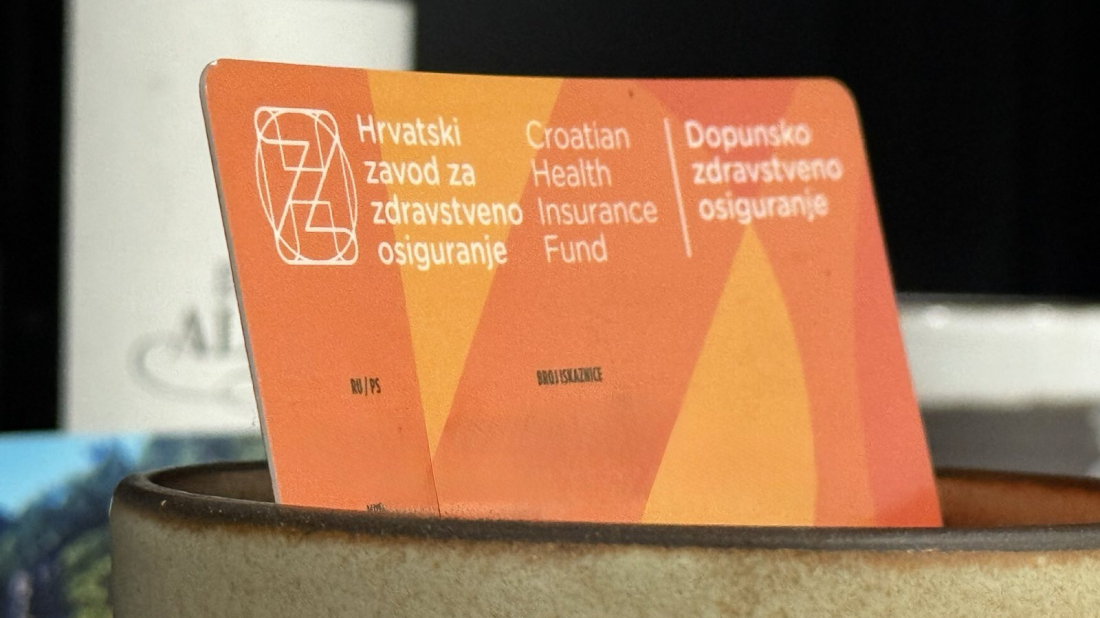 Hrvatski
zavod za
zdravstveno
osiguranje
Croatian
Health
Insurance
Fund
Dopunsko
zdravstveno
osiguranje
RU/PS
BROJ ISKAZNICE